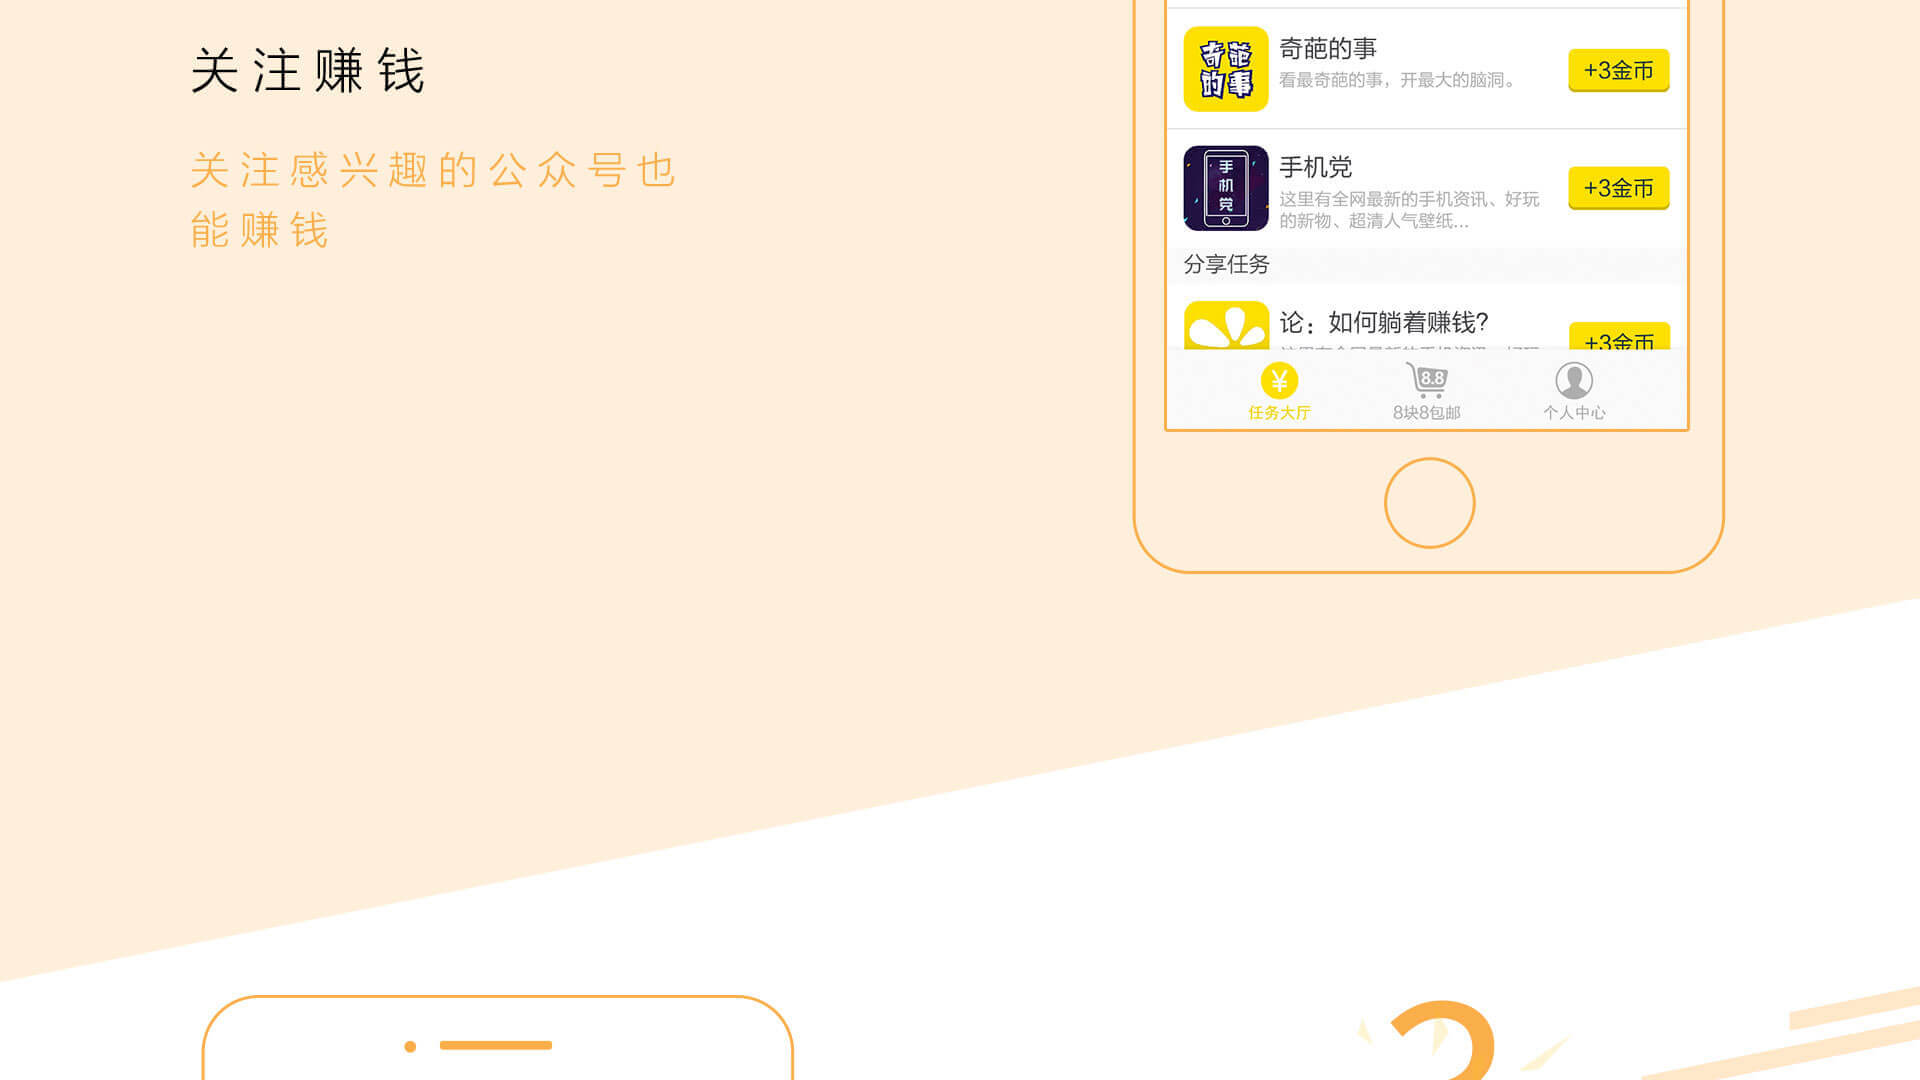 关注赚钱
关注感兴趣的公众号也
能赚钱
奇葩
的事
奇葩的事
看最奇葩的事，开最大的脑洞。
+3金币
手
机
党
手机党
这里有全网最新的手机资讯、好玩
的新物、超清人气壁纸...
+3金币
分享任务
论：如何躺着赚钱?
+3金币
¥
任务大厅
8.8
8块8包邮
个人中心